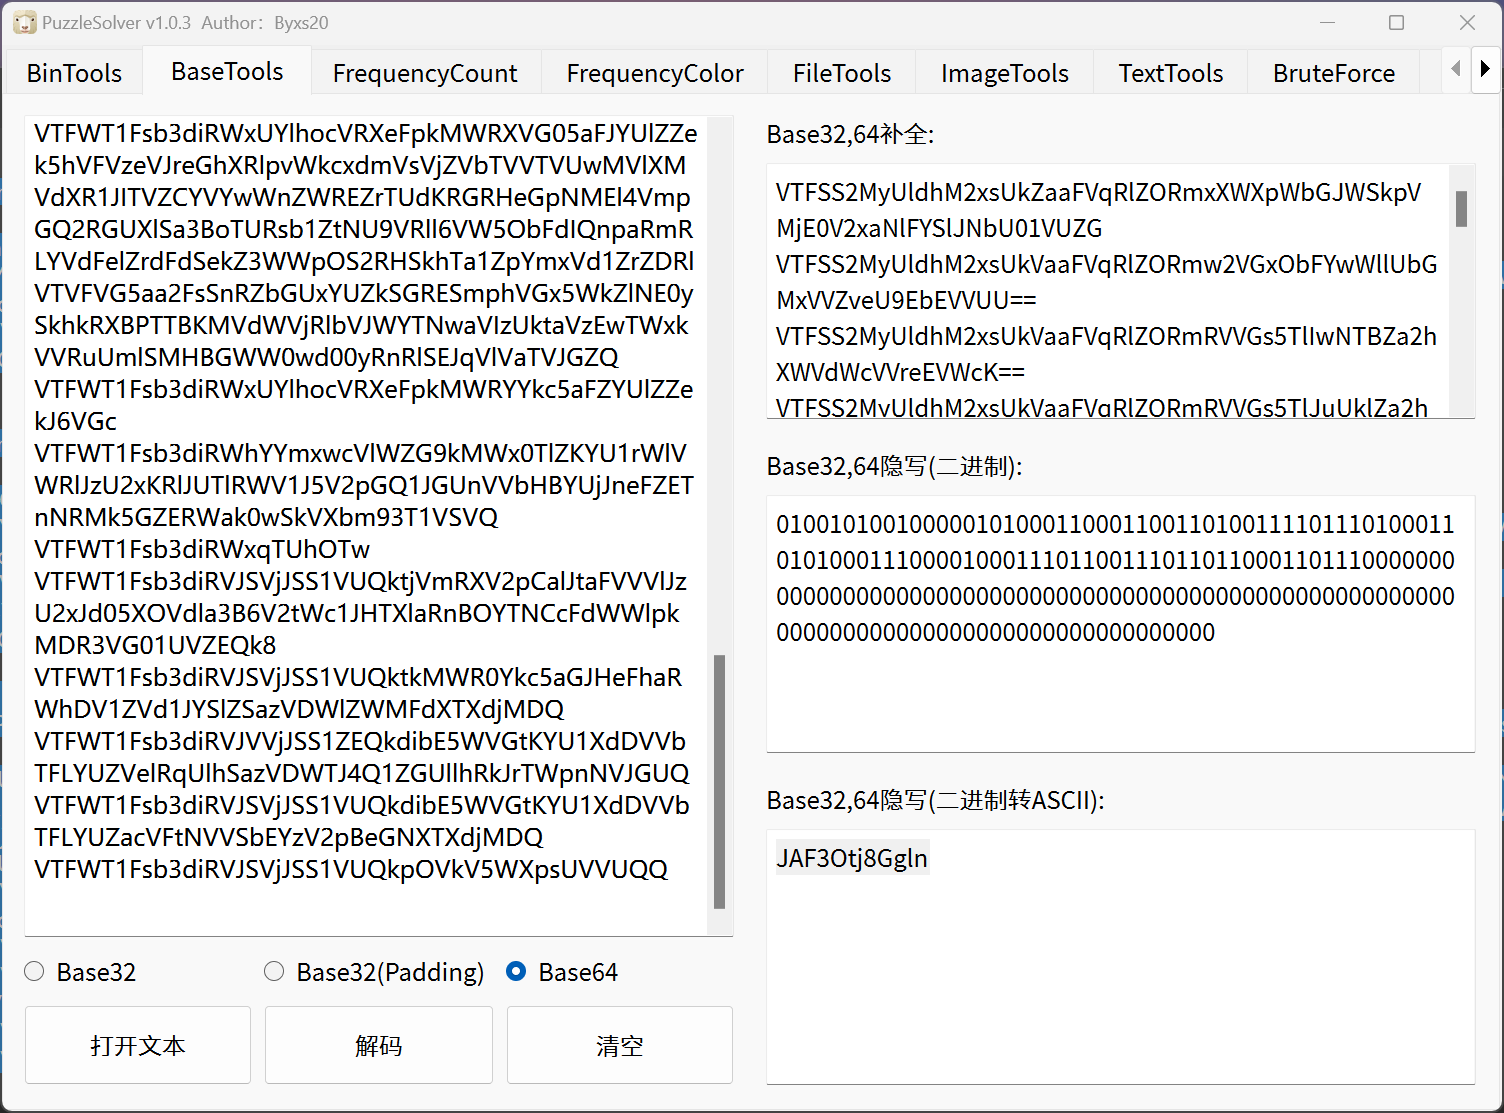 PuzzleSolver v1.0.3  Author：Byxs20
BinTools
BaseTools
FrequencyCount
FrequencyColor
FileTools
ImageTools
TextTools
BruteForce
VTFWT1Fsb3diRWxUYlhocVRXeFpkMWRXVG05aFJYUlZZe
k5hVFVzeVJreGhXRlpvWkcxdmVsVjZVbTVVTVUwMVlXM
VdXR1JITVZCYVYwWnZWREZrTUdKRGRHeGpNMEl4Vmp
GQ2RGUXlSa3BoTURsb1ZtNU9VRll6VW5ObFdIQnpaRmR
LYVdFelZrdFdSekZ3WWpOS2RHSkhTa1ZpYmxVd1ZrZDRl
VTVFVG5aa2FsSnRZbGUxYUZkSGRESmphVGx5WkZlNE0y
SkhkRXBPTTBKMVdWVjRlbVJWYTNwaVIzUktaVzEwTWxk
VVRuUmlSMHBGWW0wd00yRnRlSEJqVlVaTVJGZQ
VTFWT1Fsb3diRWxUYlhocVRXeFpkMWRYYkc5aFZYUlZZe
kJ6VGc
VTFWT1Fsb3diRWhYYmxwcVlWZG9kMWx0TlZKYU1rWlV
WRlJzU2xKRlJUTlRWV1J5V2pGQ1JGUnVVbHBYUjJneFZET
nNRMk5GZERWak0wSkVXbm93T1VSVQ
VTFWT1Fsb3diRWxqTUhOTw
VTFWT1Fsb3diRVJSVjJSS1VUQktjVmRXV2pCalJtaFVVVlJz
U2xJd05XOVdla3B6V2tWc1JHTXlaRnBOYTNCcFdWWlpk
MDR3VG01UVZEQk8
VTFWT1Fsb3diRVJSVjJSS1VUQktkMWR0Ykc5aGJHeFhaR
WhDV1ZVd1JYSlZSazVDWlZWMFdXTXdjMDQ
VTFWT1Fsb3diRVJVVjJSS1ZEQkdibE5WVGtKYU1XdDVVb
TFLYUZVelRqUlhSazVDWTJ4Q1ZGUllhRkJrTWpnNVJGUQ
VTFWT1Fsb3diRVJSVjJSS1VUQkdibE5WVGtKYU1XdDVVb
TFLYUZacVFtNVVSbEYzV2pBeGNXTXdjMDQ
VTFWT1Fsb3diRVJSVjJSS1VUQkpOVkV5WXpsUVVUQQ
Base32
Base32(Padding)
Base64
打开文本
解码
清空
Base32,64补全:
VTFSS2MyUldhM2xsUkZaaFVqRlZORmxXWXpWbGJWSkpV
MjE0V2xaNlFYSlJNbU01VUZG
VTFSS2MyUldhM2xsUkVaaFVqRlZORmw2VGxObFYwWllUbG
MxVVZveU9EbEVVUU==
VTFSS2MyUldhM2xsUkVaaFVqRlZORmRVVGs5TlIwNTBZa2h
XWVdWcVVreEVWcK==
VTFSS2MyUldhM2xsUkVaaFVqRlZORmRVVGs5TlJuUklZa2h
Base32,64隐写(二进制):
010010100100000101000110001100110100111101110100011
010100011100001000111011001110110110001101110000000
000000000000000000000000000000000000000000000000000
000000000000000000000000000000000
Base32,64隐写(二进制转ASCII):
JAF3Otj8Ggln